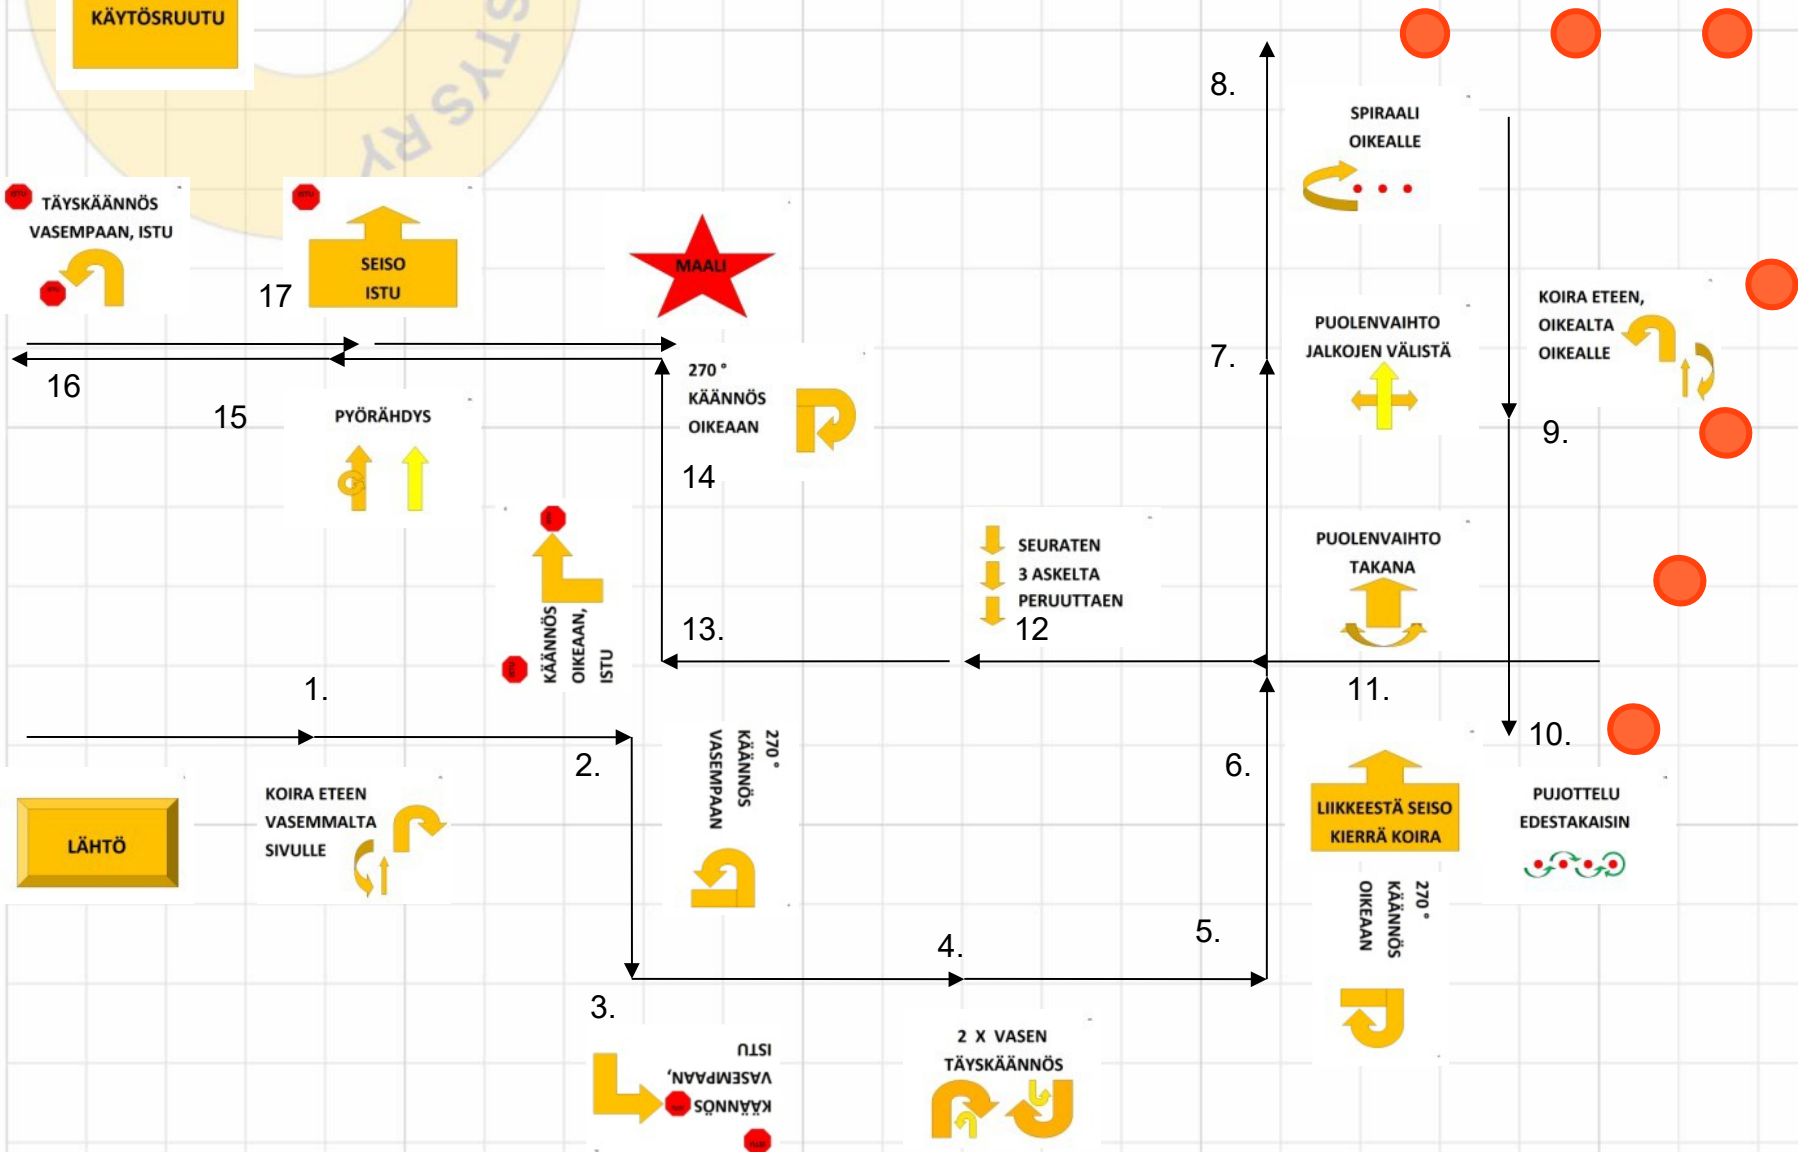 KÄYTÖSRUUTU
STYS RY
8.
SPIRAALI
OIKEALLE
TÄYSKÄÄNNÖS
VASEMPAAN, ISTU
17
SEISO
ISTU
MAALI
16
15
PYÖRÄHDYS
270 °
KÄÄNNÖS
OIKEAAN
14
7.
PUOLENVAIHTO
JALKOJEN VÄLISTÄ
KOIRA ETEEN,
OIKEALTA
OIKEALLE
9.
KÄÄNNÖS
OIKEAAN,
ISTU
13.
SEURATEN
3 ASKELTA
PERUUTTAEN
12
PUOLENVAIHTO
TAKANA
11.
1.
2.
LÄHTÖ
KOIRA ETEEN
VASEMMALTA
SIVULLE
270 °
KÄÄNNÖS
VASEMPAAN
6.
LIIKKEESTÄ SEISO
KIERRÄ KOIRA
10.
PUJOTTELU
EDESTAKAISIN
270 °
KÄÄNNÖS
OIKEAAN
5.
4.
3.
KÄÄNNÖS
VASEMPAAN,
ISTU
2 X VASEN
TÄYSKÄÄNNÖS